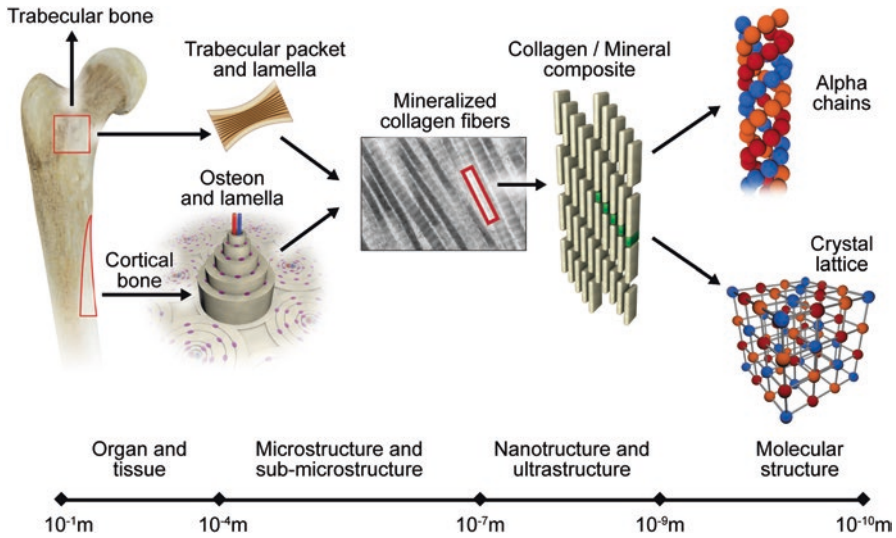 Trabecular bone
Trabecular packet
and lamella
Collagen / Mineral
composite
Alpha
chains
Mineralized
collagen fibers
Osteon
and lamella
Cortical
bone
Crystal
lattice
Organ and
tissue
Microstructure and
sub-microstructure
Nanotructure and
ultrastructure
Molecular
structure
10⁻¹m
10⁻⁴m
10⁻⁷m
10⁻⁹m
10⁻¹⁰m